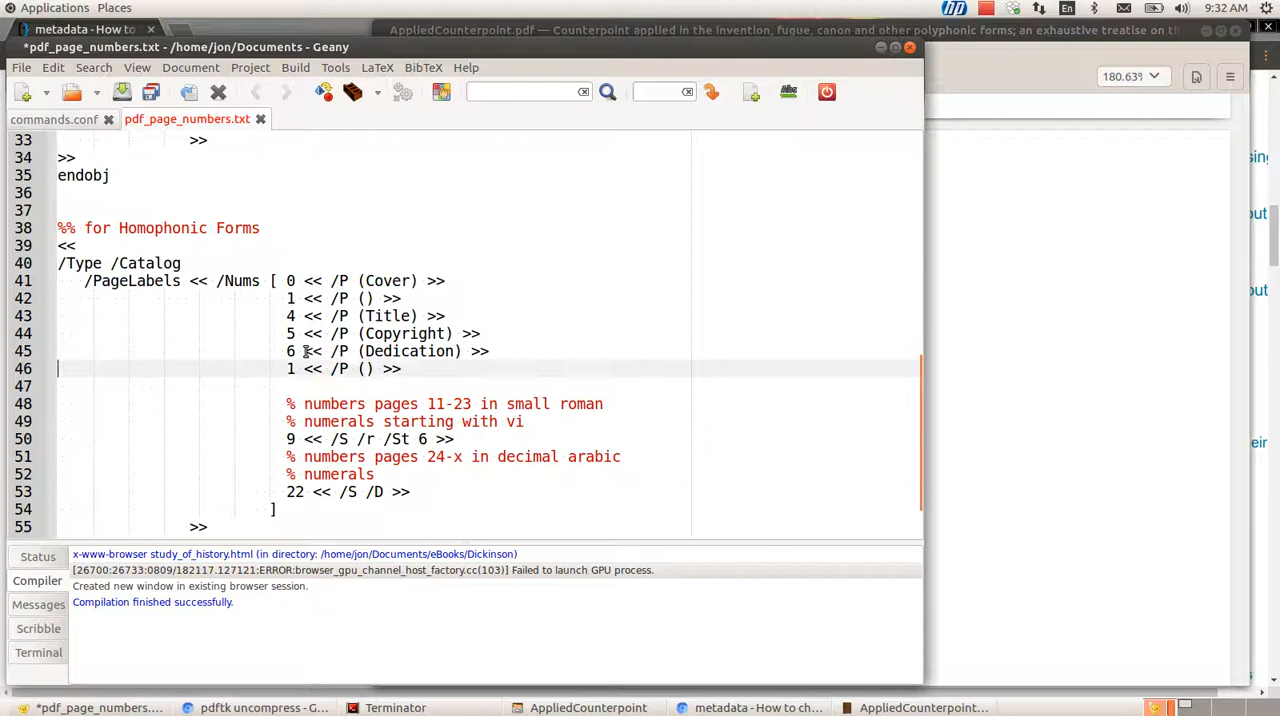 Applications Places
En
9:32 AM
metadata - How to
AppliedCounterpoint.pdf — Counterpoint applied in the invention, fugue, canon and other polyphonic forms; an exhaustive treatise on th
*pdf_page_numbers.txt - /home/jon/Documents - Geany
File Edit Search View Project Build Tools LaTeX BibTeX Help
180.63%
commands.conf pdf_page_numbers.txt
33 >>
34 >>
35 endobj
36
37
38 %% for Homophonic Forms
39 <<
40 /Type /Catalog
41 /PageLabels << /Nums [ 0 << /P (Cover) >>
42 1 << /P () >>
43 4 << /P (Title) >>
44 5 << /P (Copyright) >>
45 6 << /P (Dedication) >>
46 1 << /P () >>
47
48 % numbers pages 11-23 in small roman
49 % numerals starting with vi
50 9 << /S /r /St 6 >>
51 % numbers pages 24-x in decimal arabic
52 % numerals
53 22 << /S /D >>
54 ]
55 >>
Status x-www-browser study_of_history.html (in directory: /home/jon/Documents/eBooks/Dickinson)
[26700:26733:0809/182117.127121:ERROR:browser_gpu_channel_host_factory.cc(103)] Failed to launch GPU process.
Compiler Created new window in existing browser session.
Messages Compilation finished successfully.
Scribble
Terminal
*pdf_page_numbers.... pdftk uncompress - G... Terminator AppliedCounterpoint metadata - How to ch... AppliedCounterpoint....